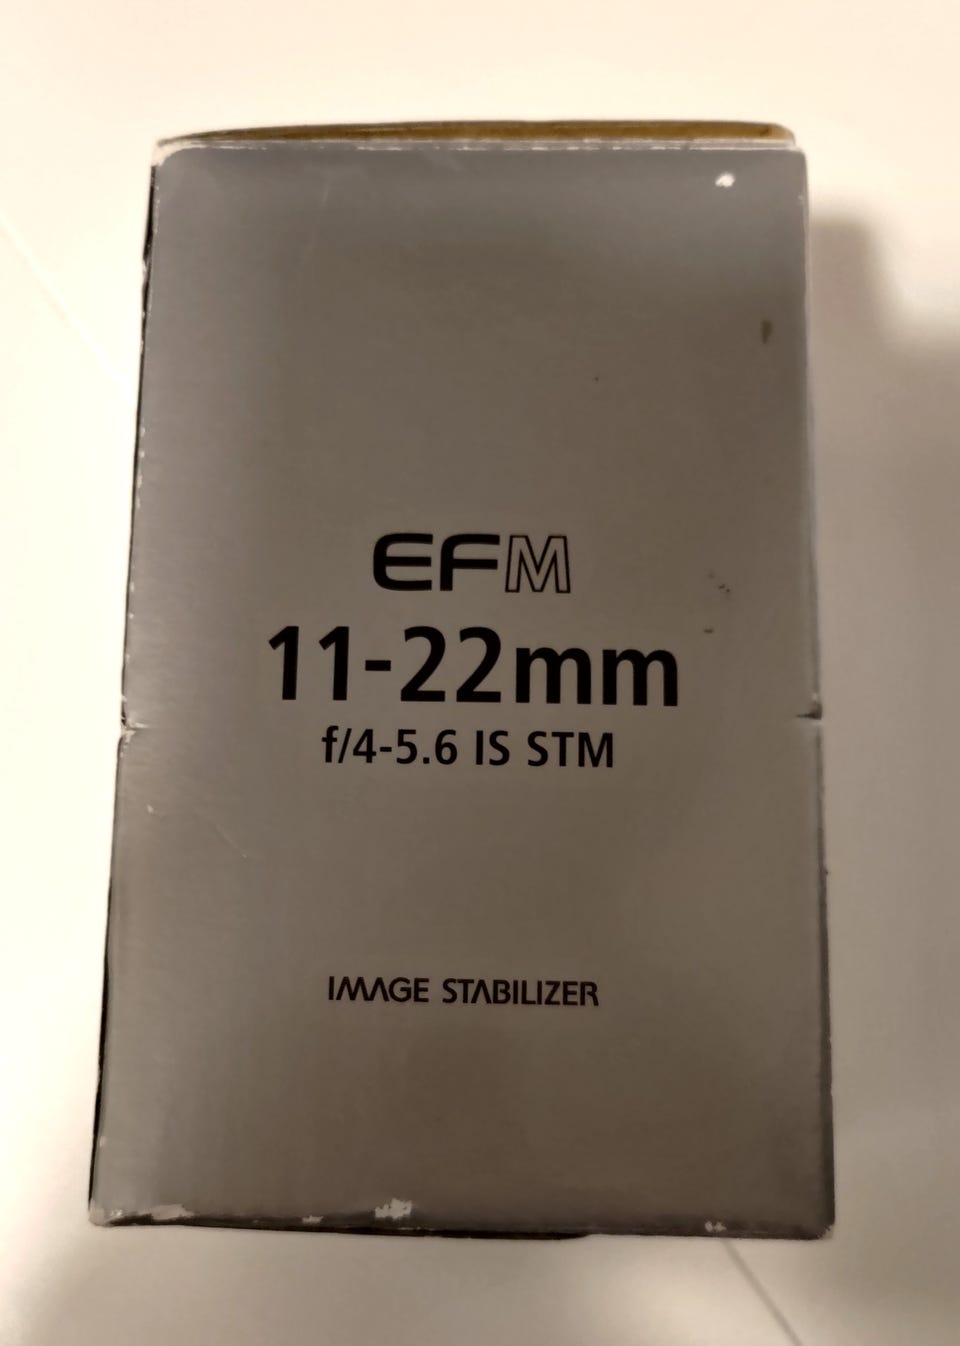 EFM
11-22mm
f/4-5.6 IS STM
IMAGE STABILIZER